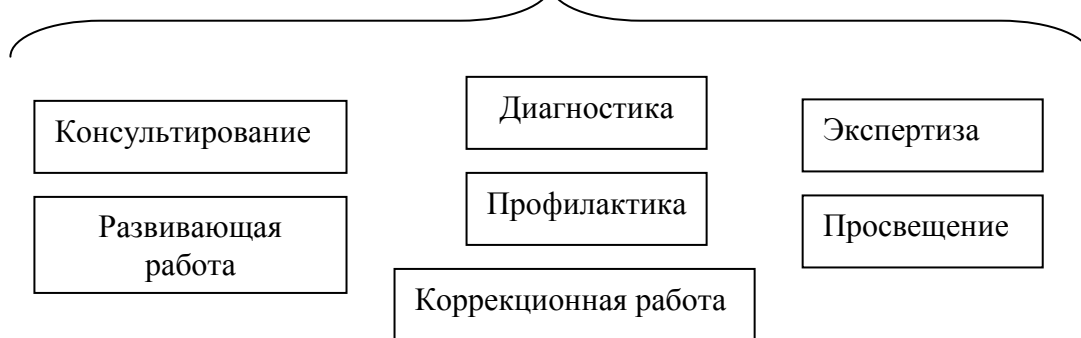 Консультирование
Диагностика
Экспертиза
Развивающая
работа
Профилактика
Просвещение
Коррекционная работа